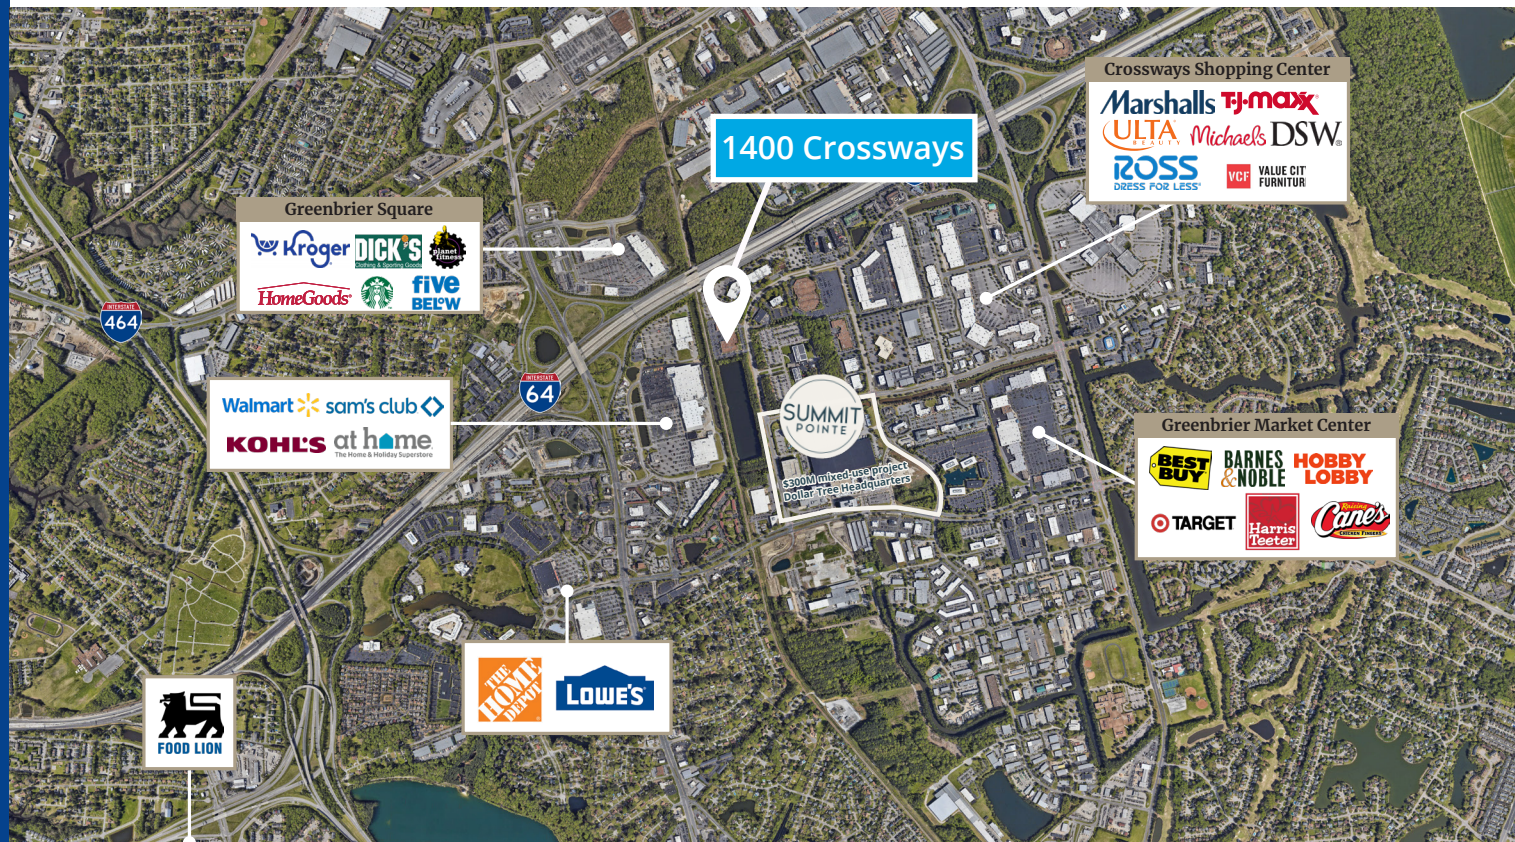 Crossways Shopping Center
Marshalls T·J·maxx
ULTA BEAUTY Michaels DSW
ROSS DRESS FOR LESS VCF VALUE CIT FURNITUR
1400 Crossways
Greenbrier Square
Kroger DICK'S Clothing & Sporting Goods planet fitness
HomeGoods five BEL°W
INTERSTATE 464
INTERSTATE 64
Walmart sam's club
KOHL'S at home
The Home & Holiday Superstore
SUMMIT
POINTE
$300M mixed-use project
Dollar Tree Headquarters
Greenbrier Market Center
BEST BUY BARNES &NOBLE HOBBY LOBBY
TARGET Harris Teeter Raising Cane's CHICKEN FINGERS
THE HOME DEPOT LOWE'S
FOOD LION